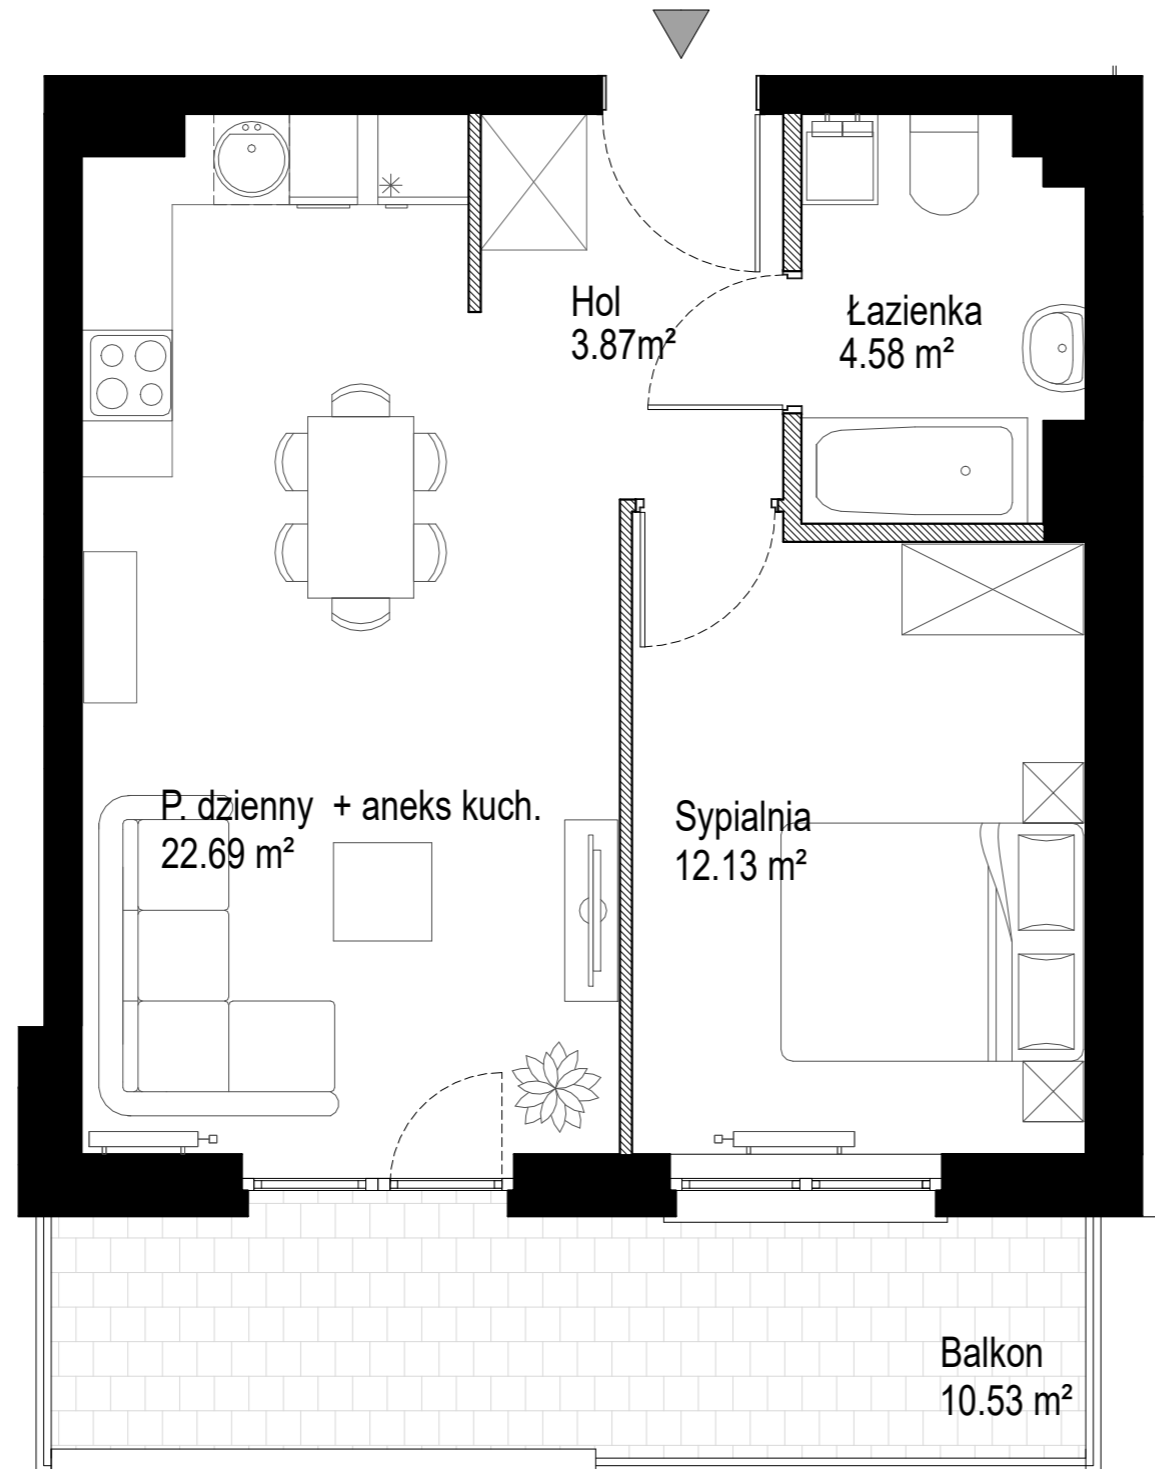 Hol
3.87m²
Łazienka
4.58 m²
P. dzienny + aneks kuch.
22.69 m²
Sypialnia
12.13 m²
Balkon
10.53 m²